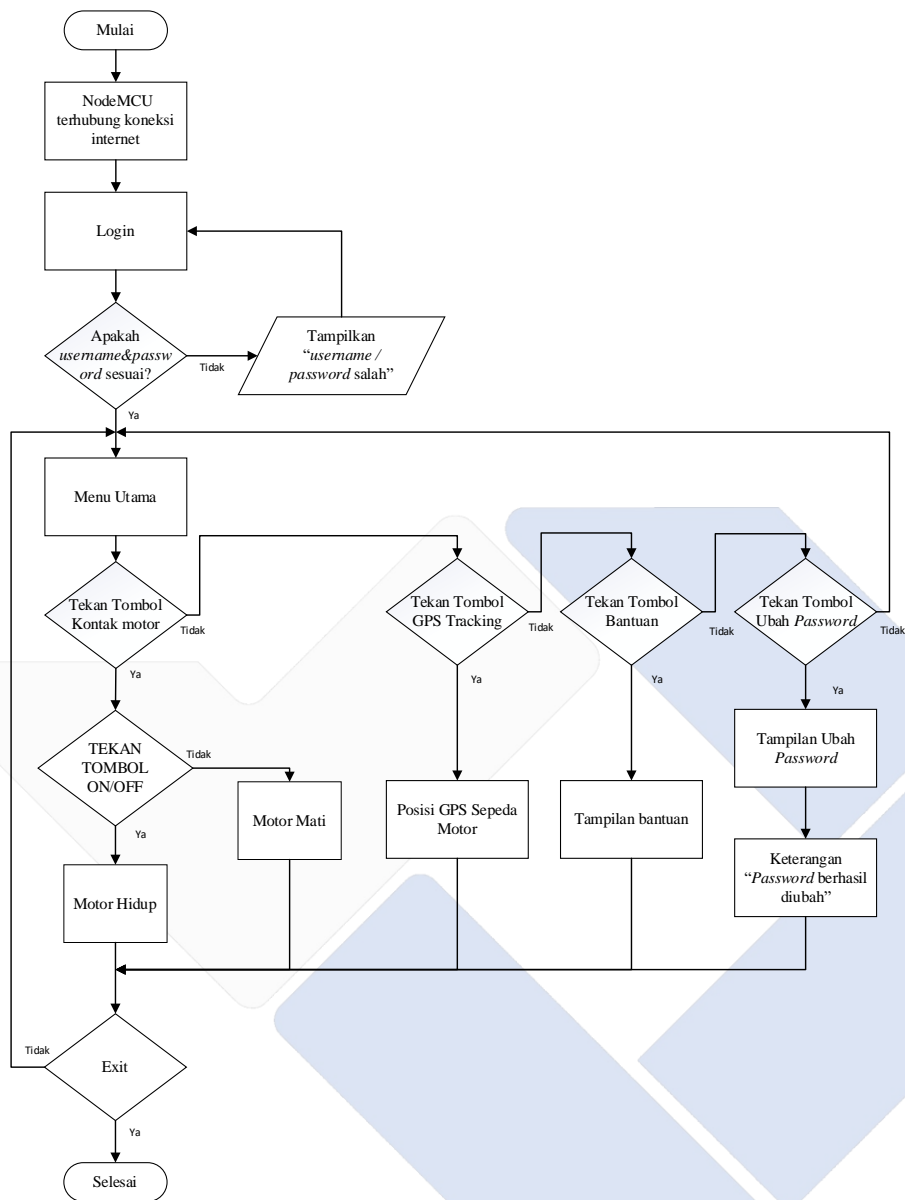 Mulai
NodeMCU
terhubung koneksi
internet
Login
Apakah
username&passw
ord sesuai?
Tidak
Tampilkan
“username /
password salah”
Ya
Menu Utama
Tekan Tombol
Kontak motor
Tidak
Tekan Tombol
GPS Tracking
Tidak
Tekan Tombol
Bantuan
Tidak
Tekan Tombol
Ubah Password
Tidak
Ya
Ya
Ya
Ya
TEKAN
TOMBOL
ON/OFF
Tidak
Motor Mati
Posisi GPS Sepeda
Motor
Tampilan bantuan
Tampilan Ubah
Password
Ya
Motor Hidup
Keterangan
“Password berhasil
diubah”
Tidak
Exit
Ya
Selesai